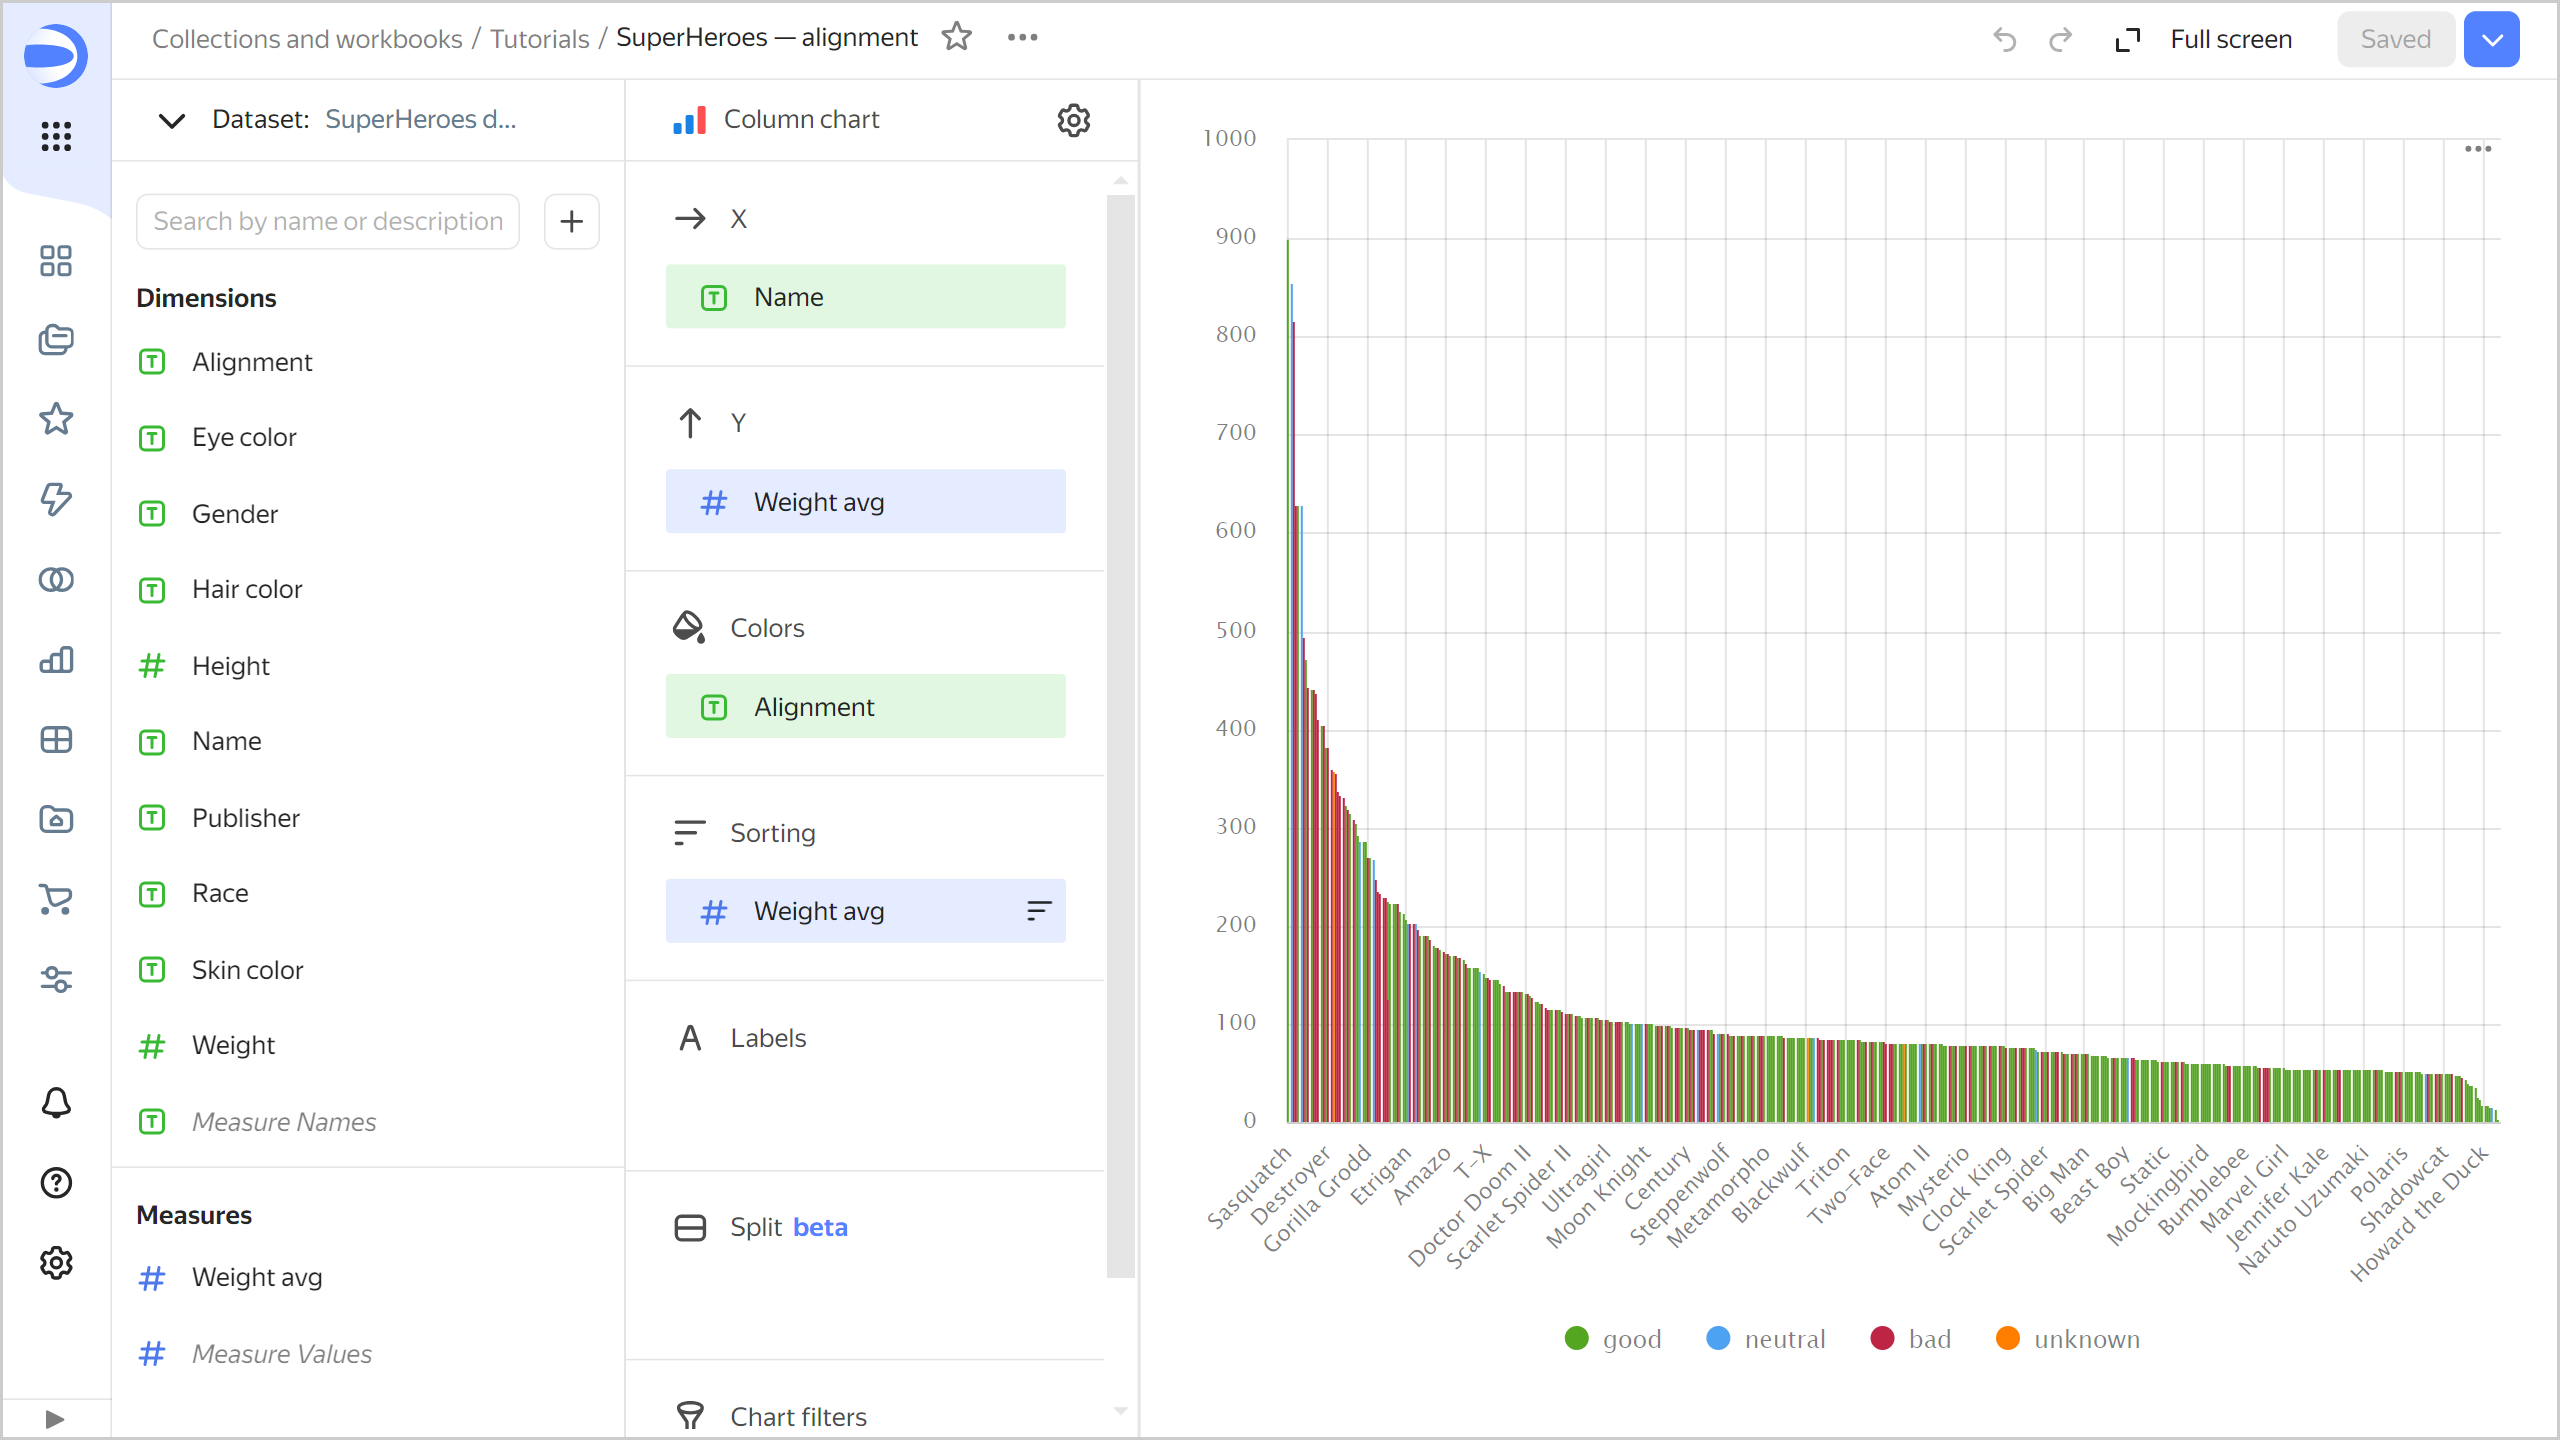 Collections and workbooks / Tutorials / SuperHeroes — alignment
Full screen
Saved
Dataset: SuperHeroes d...
Search by name or description
Dimensions
Alignment
Eye color
Gender
Hair color
Height
Name
Publisher
Race
Skin color
Weight
Measure Names
Measures
Weight avg
Measure Values
Column chart
X
Name
Y
Weight avg
Colors
Alignment
Sorting
Weight avg
Labels
Split beta
Chart filters
1000
900
800
700
600
500
400
300
200
100
0
Sasquatch
Destroyer
Gorilla Grodd
Etrigan
Amazo
T-X
Doctor Doom II
Scarlet Spider II
Ultragirl
Moon Knight
Century
Steppenwolf
Metamorpho
Blackwulf
Triton
Two-Face
Atom II
Mysterio
Clock King
Scarlet Spider
Big Man
Beast Boy
Static
Mockingbird
Bumblebee
Marvel Girl
Jennifer Kale
Naruto Uzumaki
Polaris
Shadowcat
Howard the Duck
good
neutral
bad
unknown